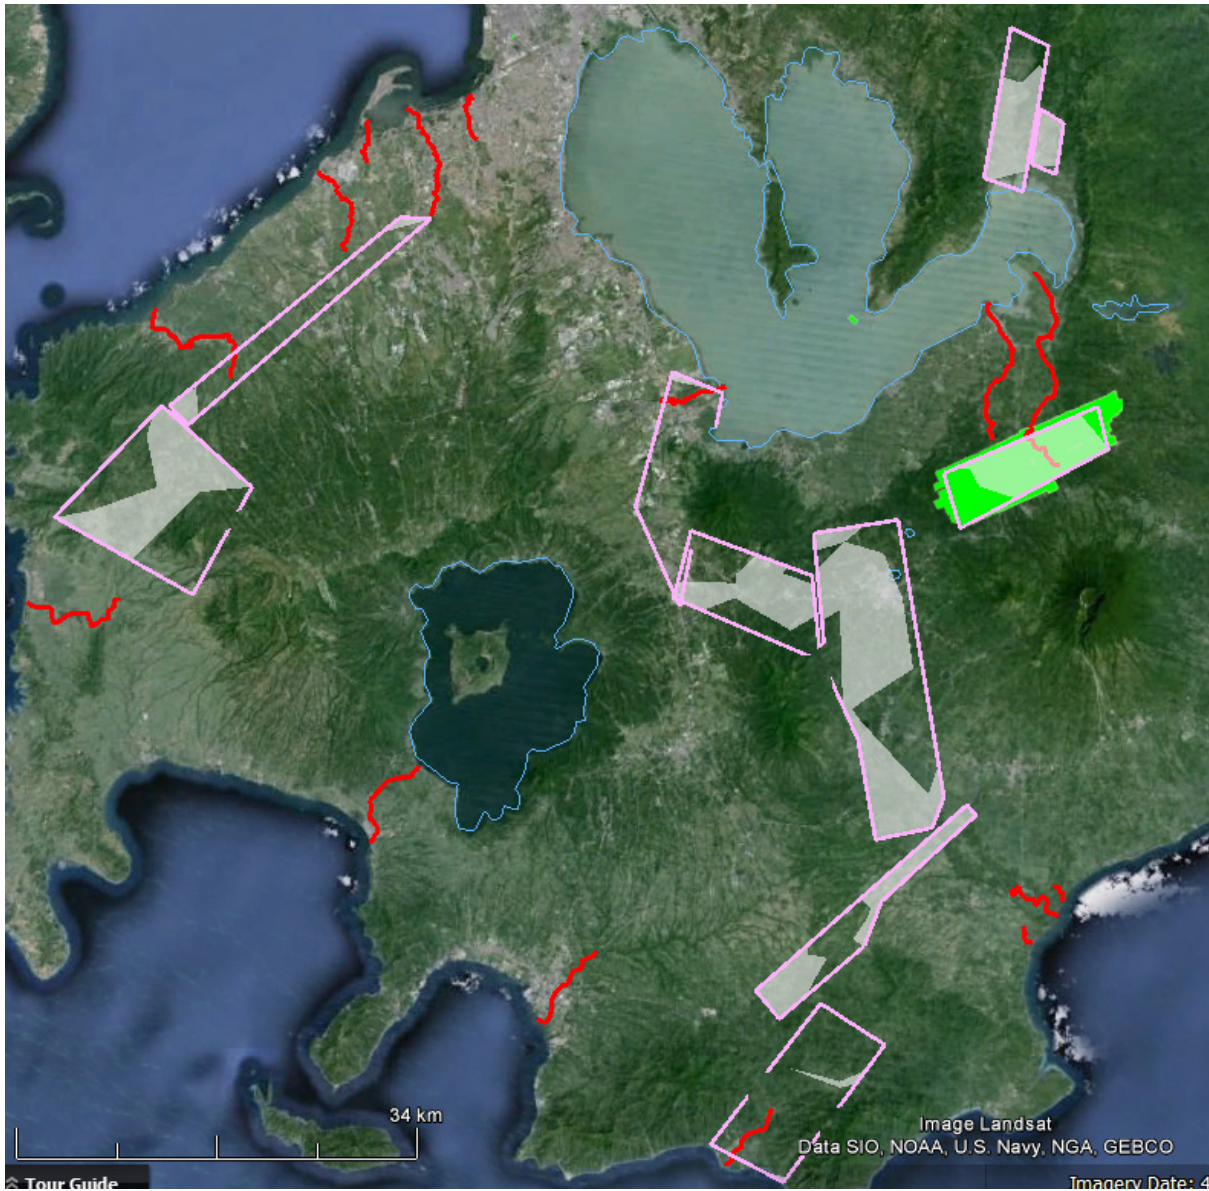 34 km
Image Landsat
Data SIO, NOAA, U.S. Navy, NGA, GEBCO
Tour Guide
Imagery Date: 4